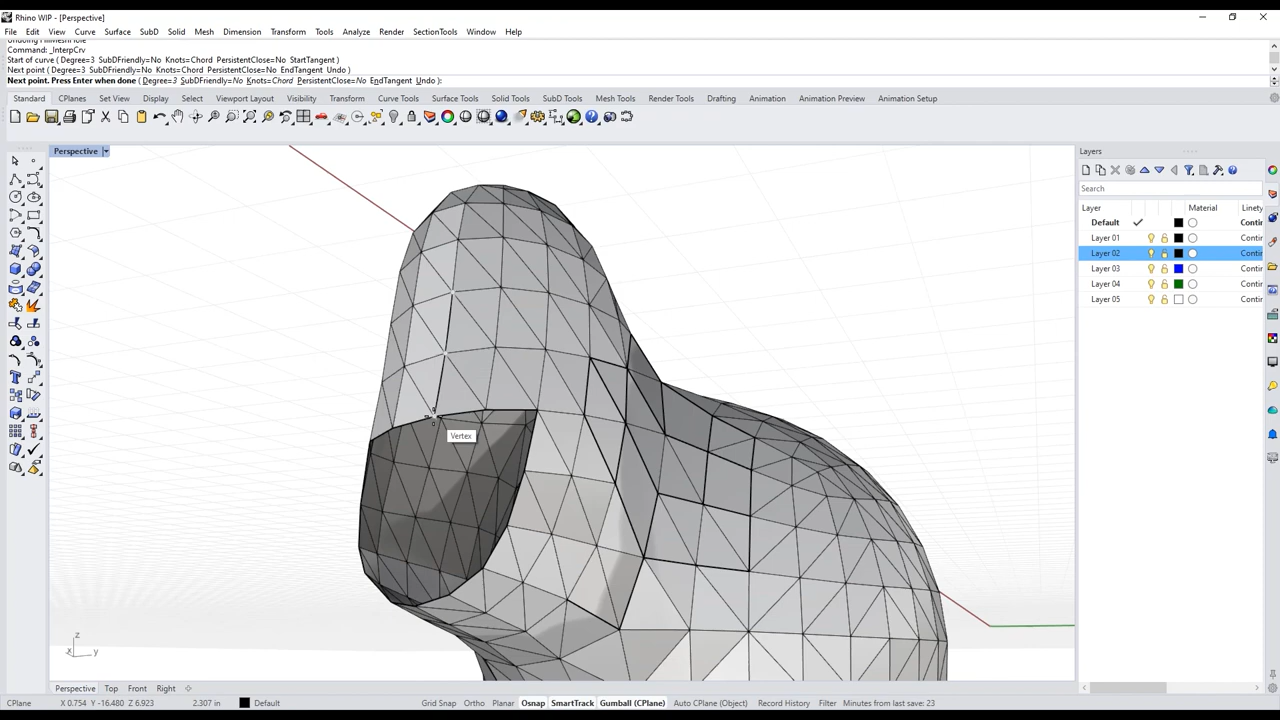 Rhino WIP - [Perspective]
File Edit View Curve Surface SubD Solid Mesh Dimension Transform Tools Analyze Render SectionTools Window Help
Command: _InterpCrv
Start of curve ( Degree=3 SubDFriendly=No Knots=Chord PersistentClose=No StartTangent )
Next point ( Degree=3 SubDFriendly=No Knots=Chord PersistentClose=No EndTangent Undo )
Next point. Press Enter when done ( Degree=3 SubDFriendly=No Knots=Chord PersistentClose=No EndTangent Undo ):
Standard CPlanes Set View Display Select Viewport Layout Visibility Transform Curve Tools Surface Tools Solid Tools SubD Tools Mesh Tools Render Tools Drafting Animation Animation Preview Animation Setup
Perspective
Layers
Search
Layer Material Linety
Default Contin
Layer 01 Contir
Layer 02 Contir
Layer 03 Contir
Layer 04 Contir
Layer 05 Contir
Vertex
z
x y
Perspective Top Front Right
CPlane X 0.754 Y -16.480 Z 6.923 2.307 in Default Grid Snap Ortho Planar Osnap SmartTrack Gumball (CPlane) Auto CPlane (Object) Record History Filter Minutes from last save: 23